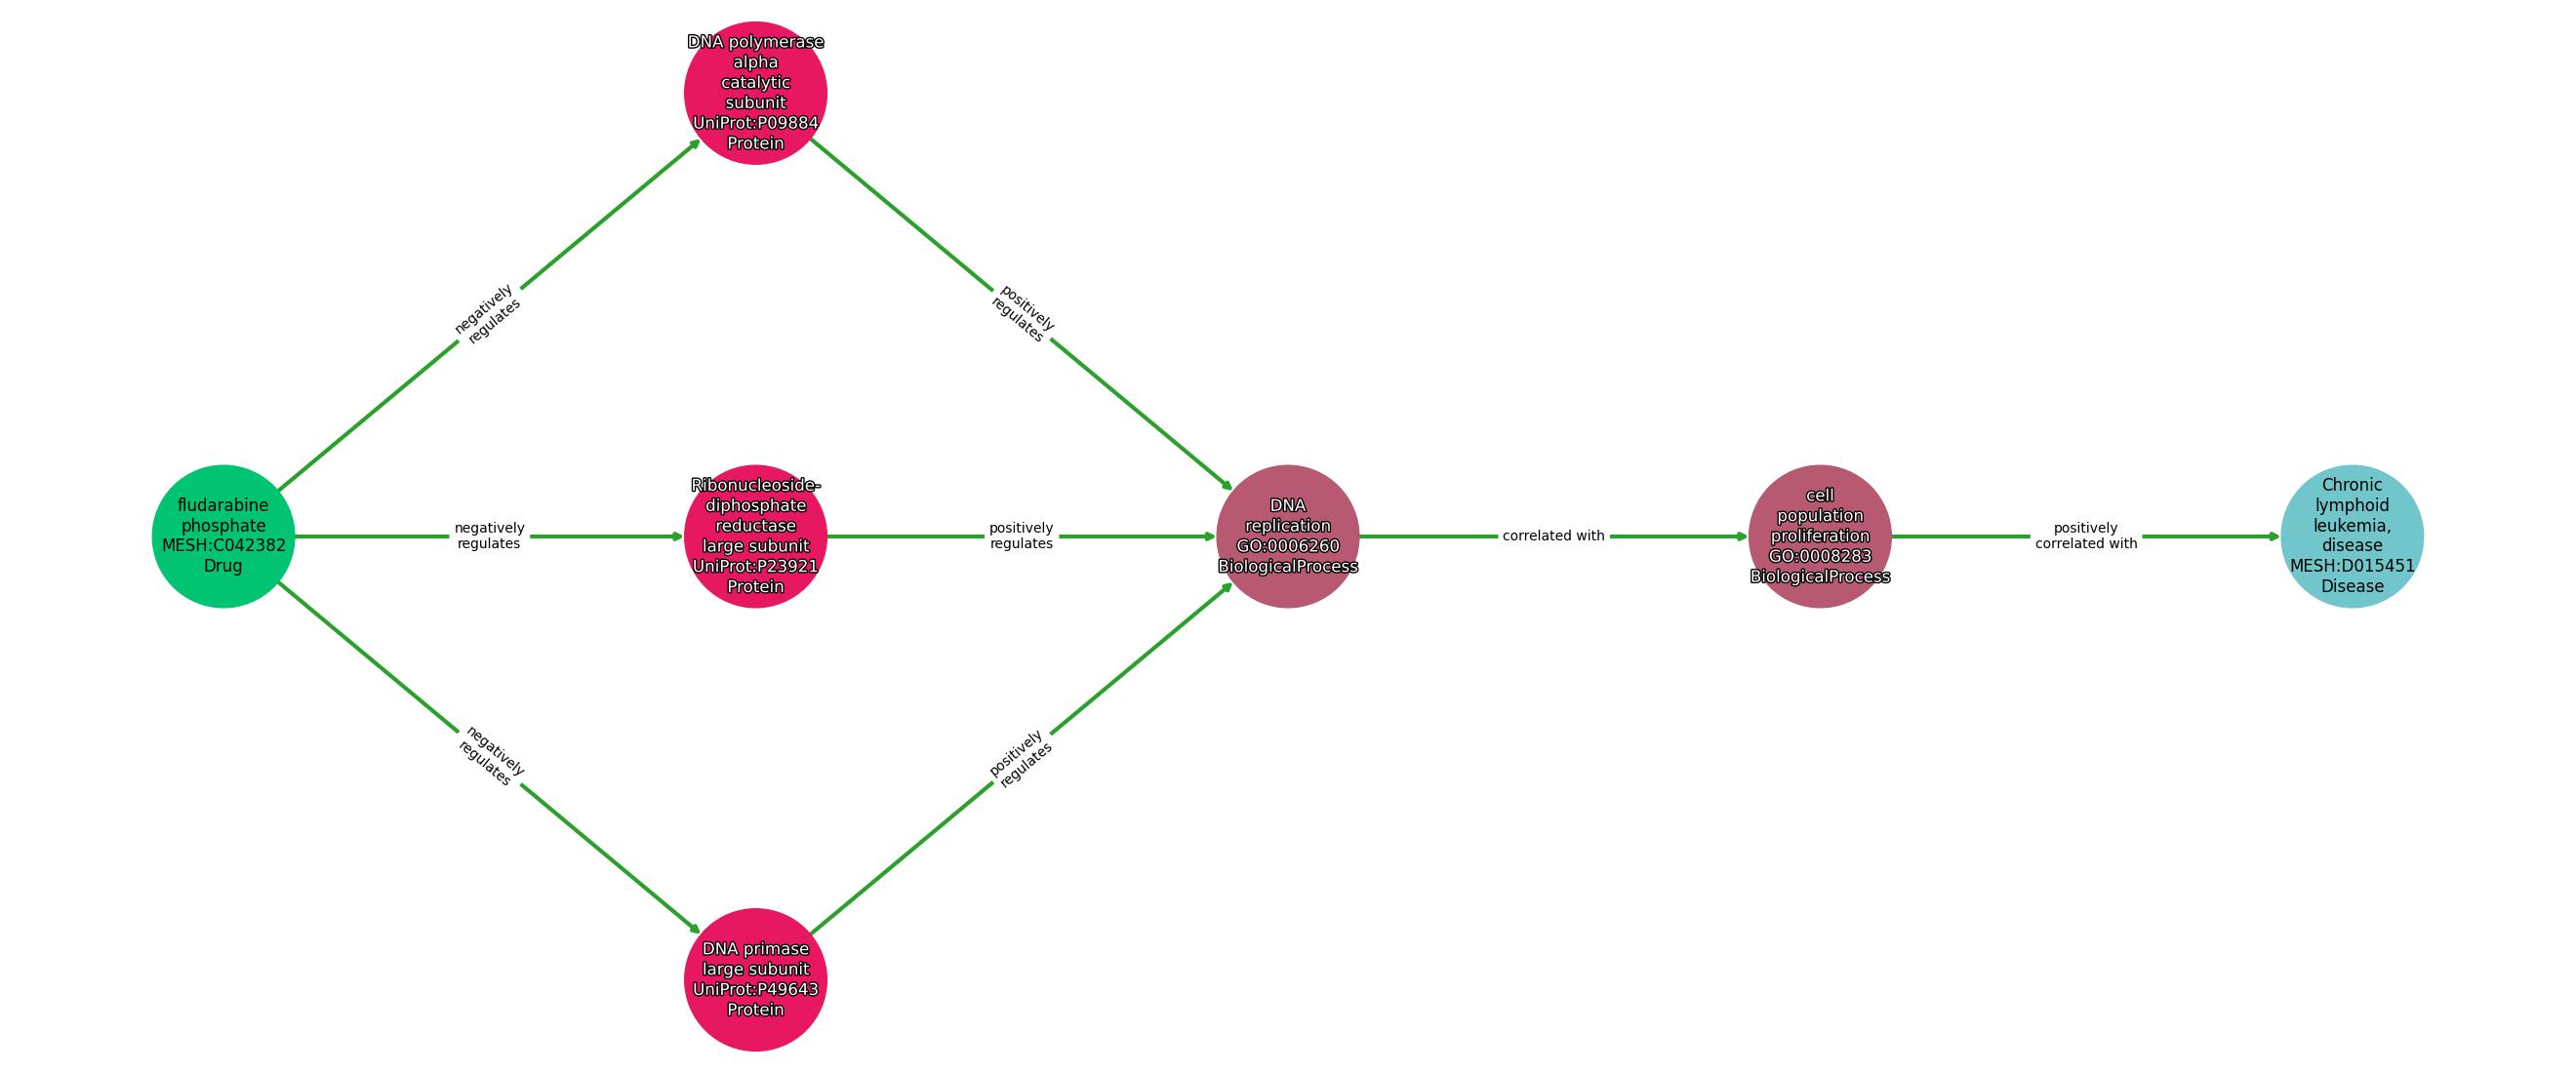 DNA polymerase
alpha
catalytic
subunit
UniProt:P09884
Protein
negatively
regulates
positively
regulates
fludarabine
phosphate
MESH:C042382
Drug
negatively
regulates
Ribonucleoside-
diphosphate
reductase
large subunit
UniProt:P23921
Protein
positively
regulates
DNA
replication
GO:0006260
BiologicalProcess
correlated with
cell
population
proliferation
GO:0008283
BiologicalProcess
positively
correlated with
Chronic
lymphoid
leukemia,
disease
MESH:D015451
Disease
negatively
regulates
positively
regulates
DNA primase
large subunit
UniProt:P49643
Protein